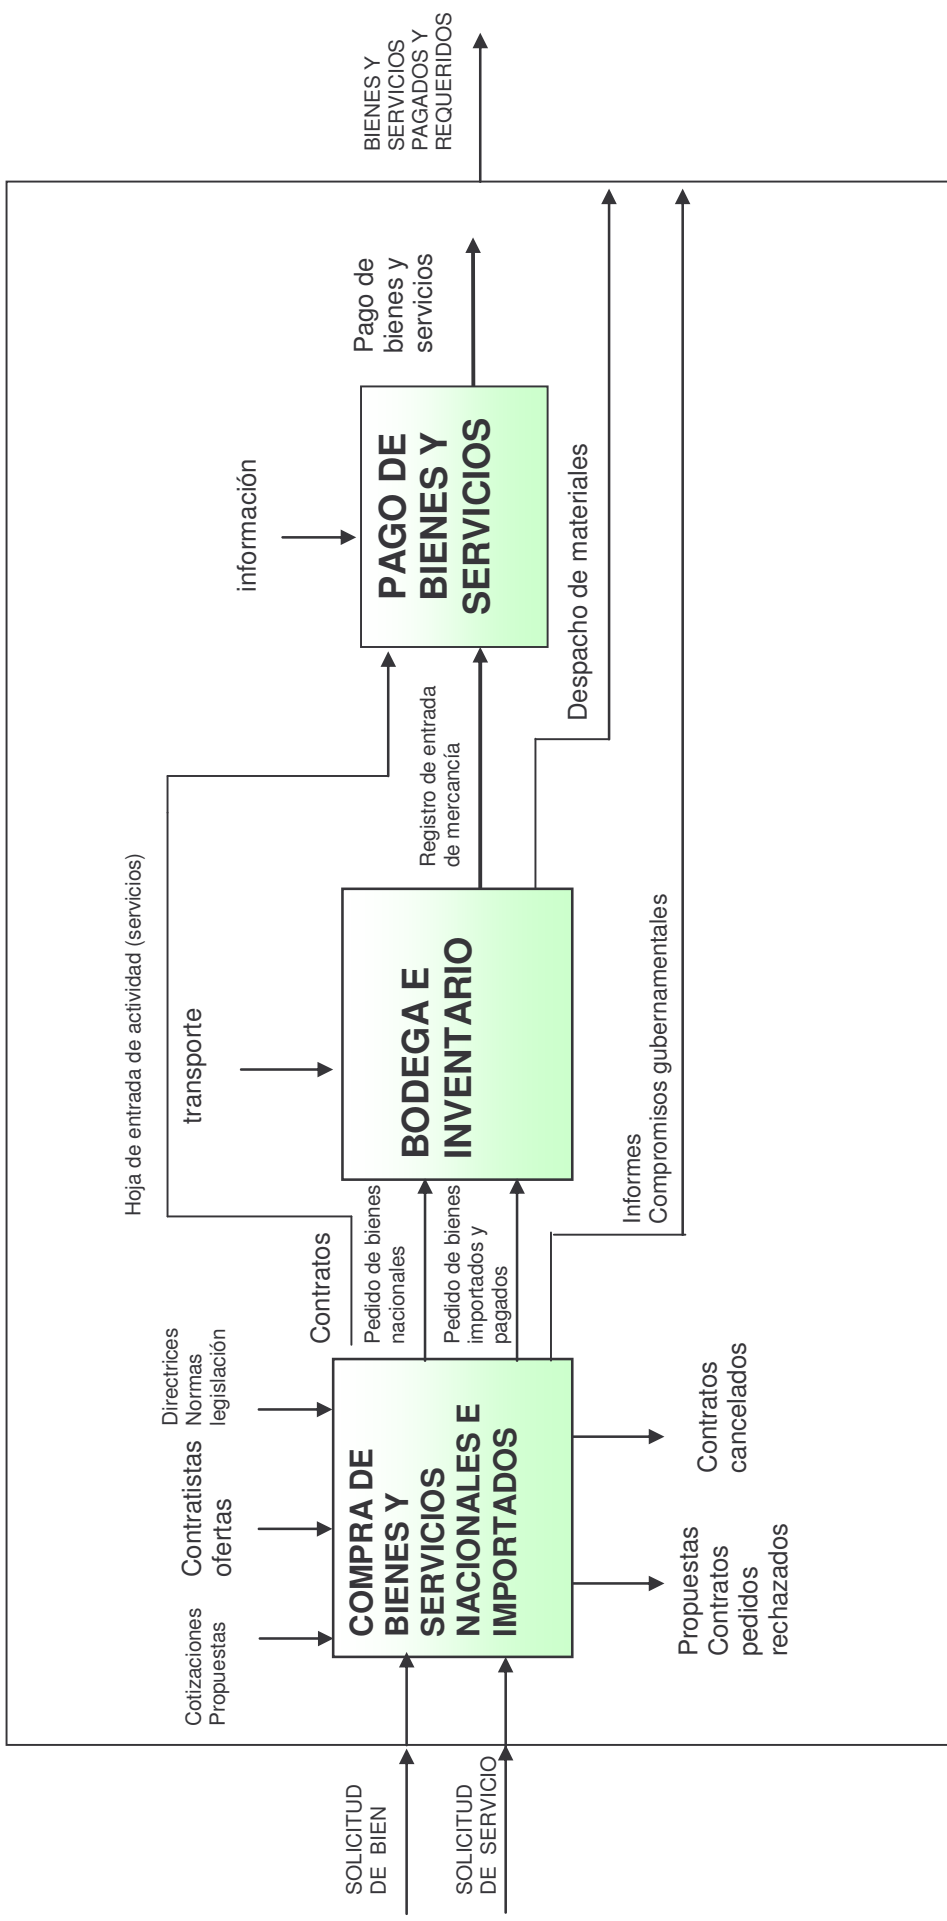 SOLICITUD
DE BIEN
SOLICITUD
DE SERVICIO
Cotizaciones
Propuestas
Contratistas
ofertas
Directrices
Normas
legislación
COMPRA DE
BIENES Y
SERVICIOS
NACIONALES E
IMPORTADOS
Propuestas
Contratos
pedidos
rechazados
Contratos
cancelados
Contratos
Pedido de bienes
nacionales
Pedido de bienes
importados y
pagados
Hoja de entrada de actividad (servicios)
transporte
BODEGA E
INVENTARIO
Informes
Compromisos gubernamentales
Registro de entrada
de mercancía
Despacho de materiales
información
PAGO DE
BIENES Y
SERVICIOS
Pago de
bienes y
servicios
BIENES Y
SERVICIOS
PAGADOS Y
REQUERIDOS